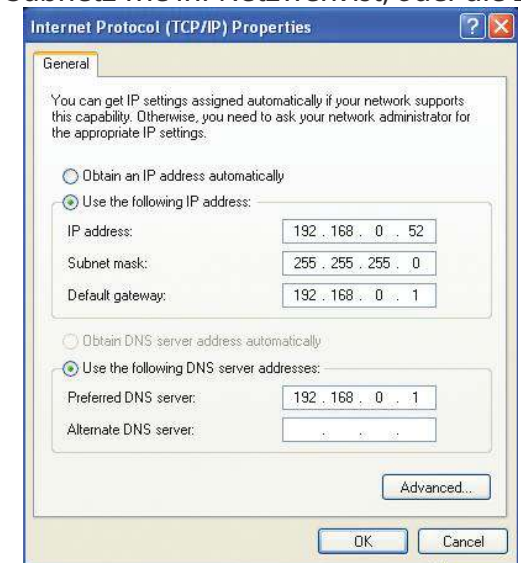 Internet Protocol (TCP/IP) Properties
General
You can get IP settings assigned automatically if your network supports
this capability. Otherwise, you need to ask your network administrator for
the appropriate IP settings.
Obtain an IP address automatically
Use the following IP address:
IP address: 192 . 168 . 0 . 52
Subnet mask: 255 . 255 . 255 . 0
Default gateway: 192 . 168 . 0 . 1
Obtain DNS server address automatically
Use the following DNS server addresses:
Preferred DNS server: 192 . 168 . 0 . 1
Alternate DNS server: . . .
Advanced...
OK Cancel